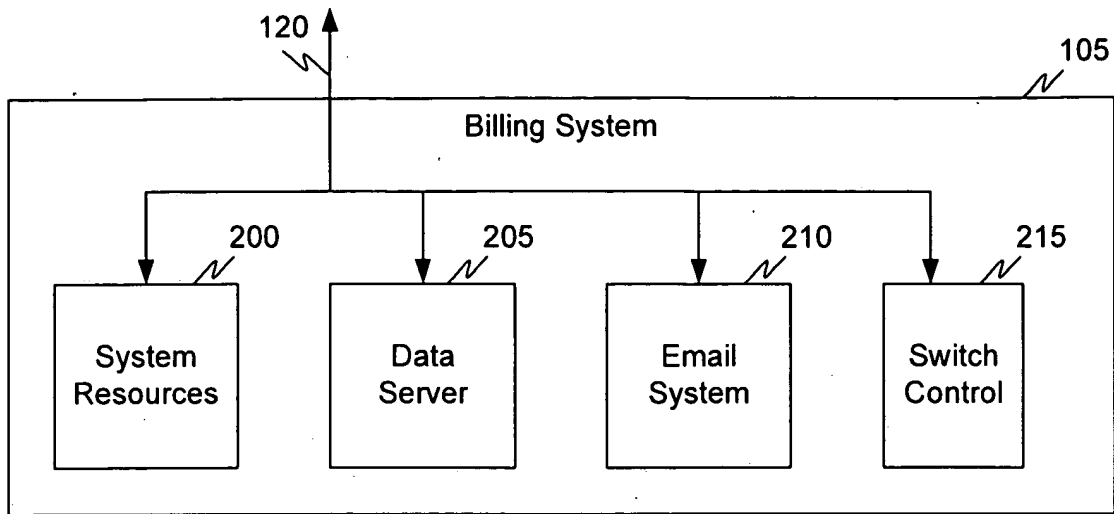 120
105
Billing System
200
205
210
215
System
Resources
Data
Server
Email
System
Switch
Control